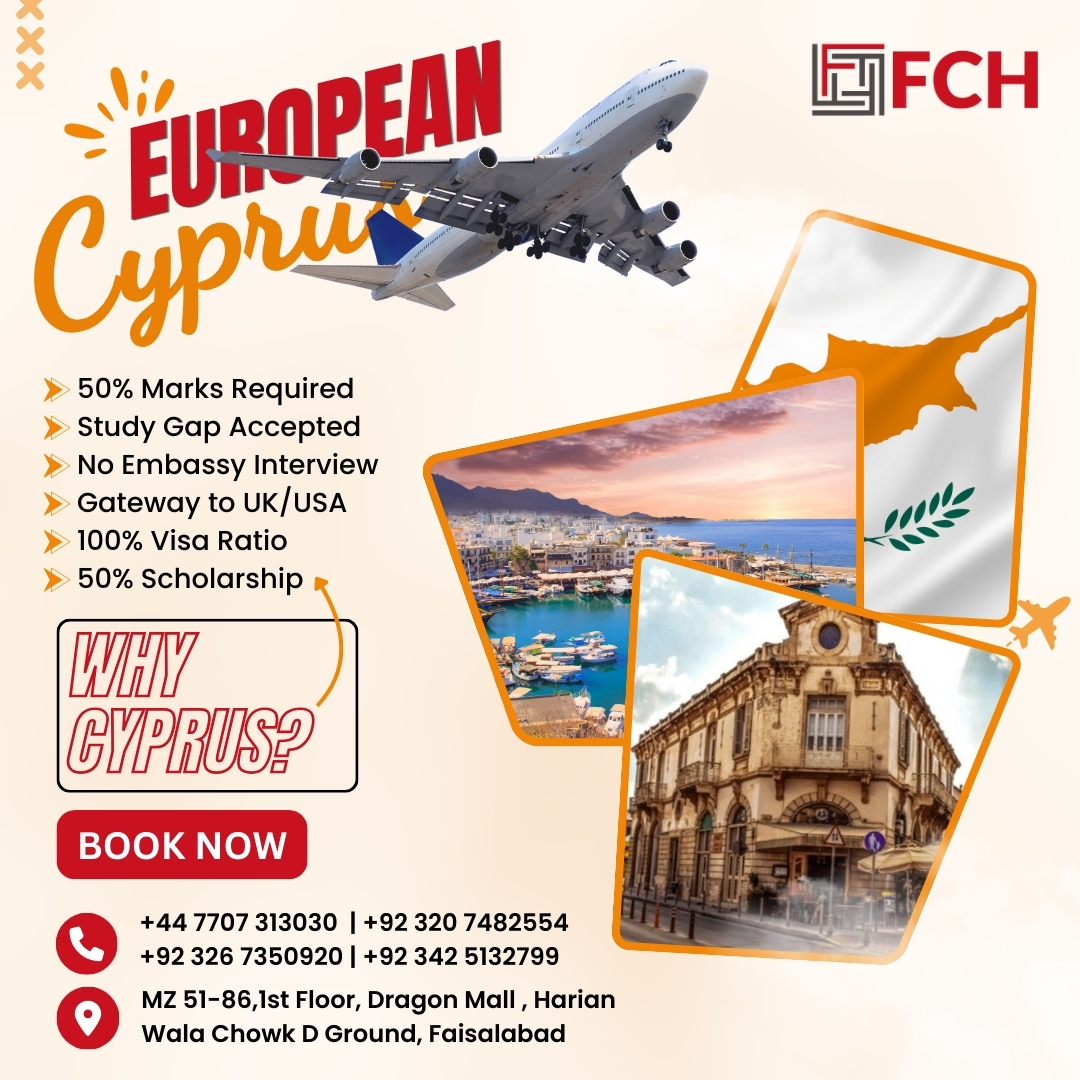 FCH
EUROPEAN
Cyprus
50% Marks Required
Study Gap Accepted
No Embassy Interview
Gateway to UK/USA
100% Visa Ratio
50% Scholarship
WHY
CYPRUS?
BOOK NOW
+44 7707 313030 | +92 320 7482554
+92 326 7350920 | +92 342 5132799
MZ 51-86,1st Floor, Dragon Mall , Harian
Wala Chowk D Ground, Faisalabad